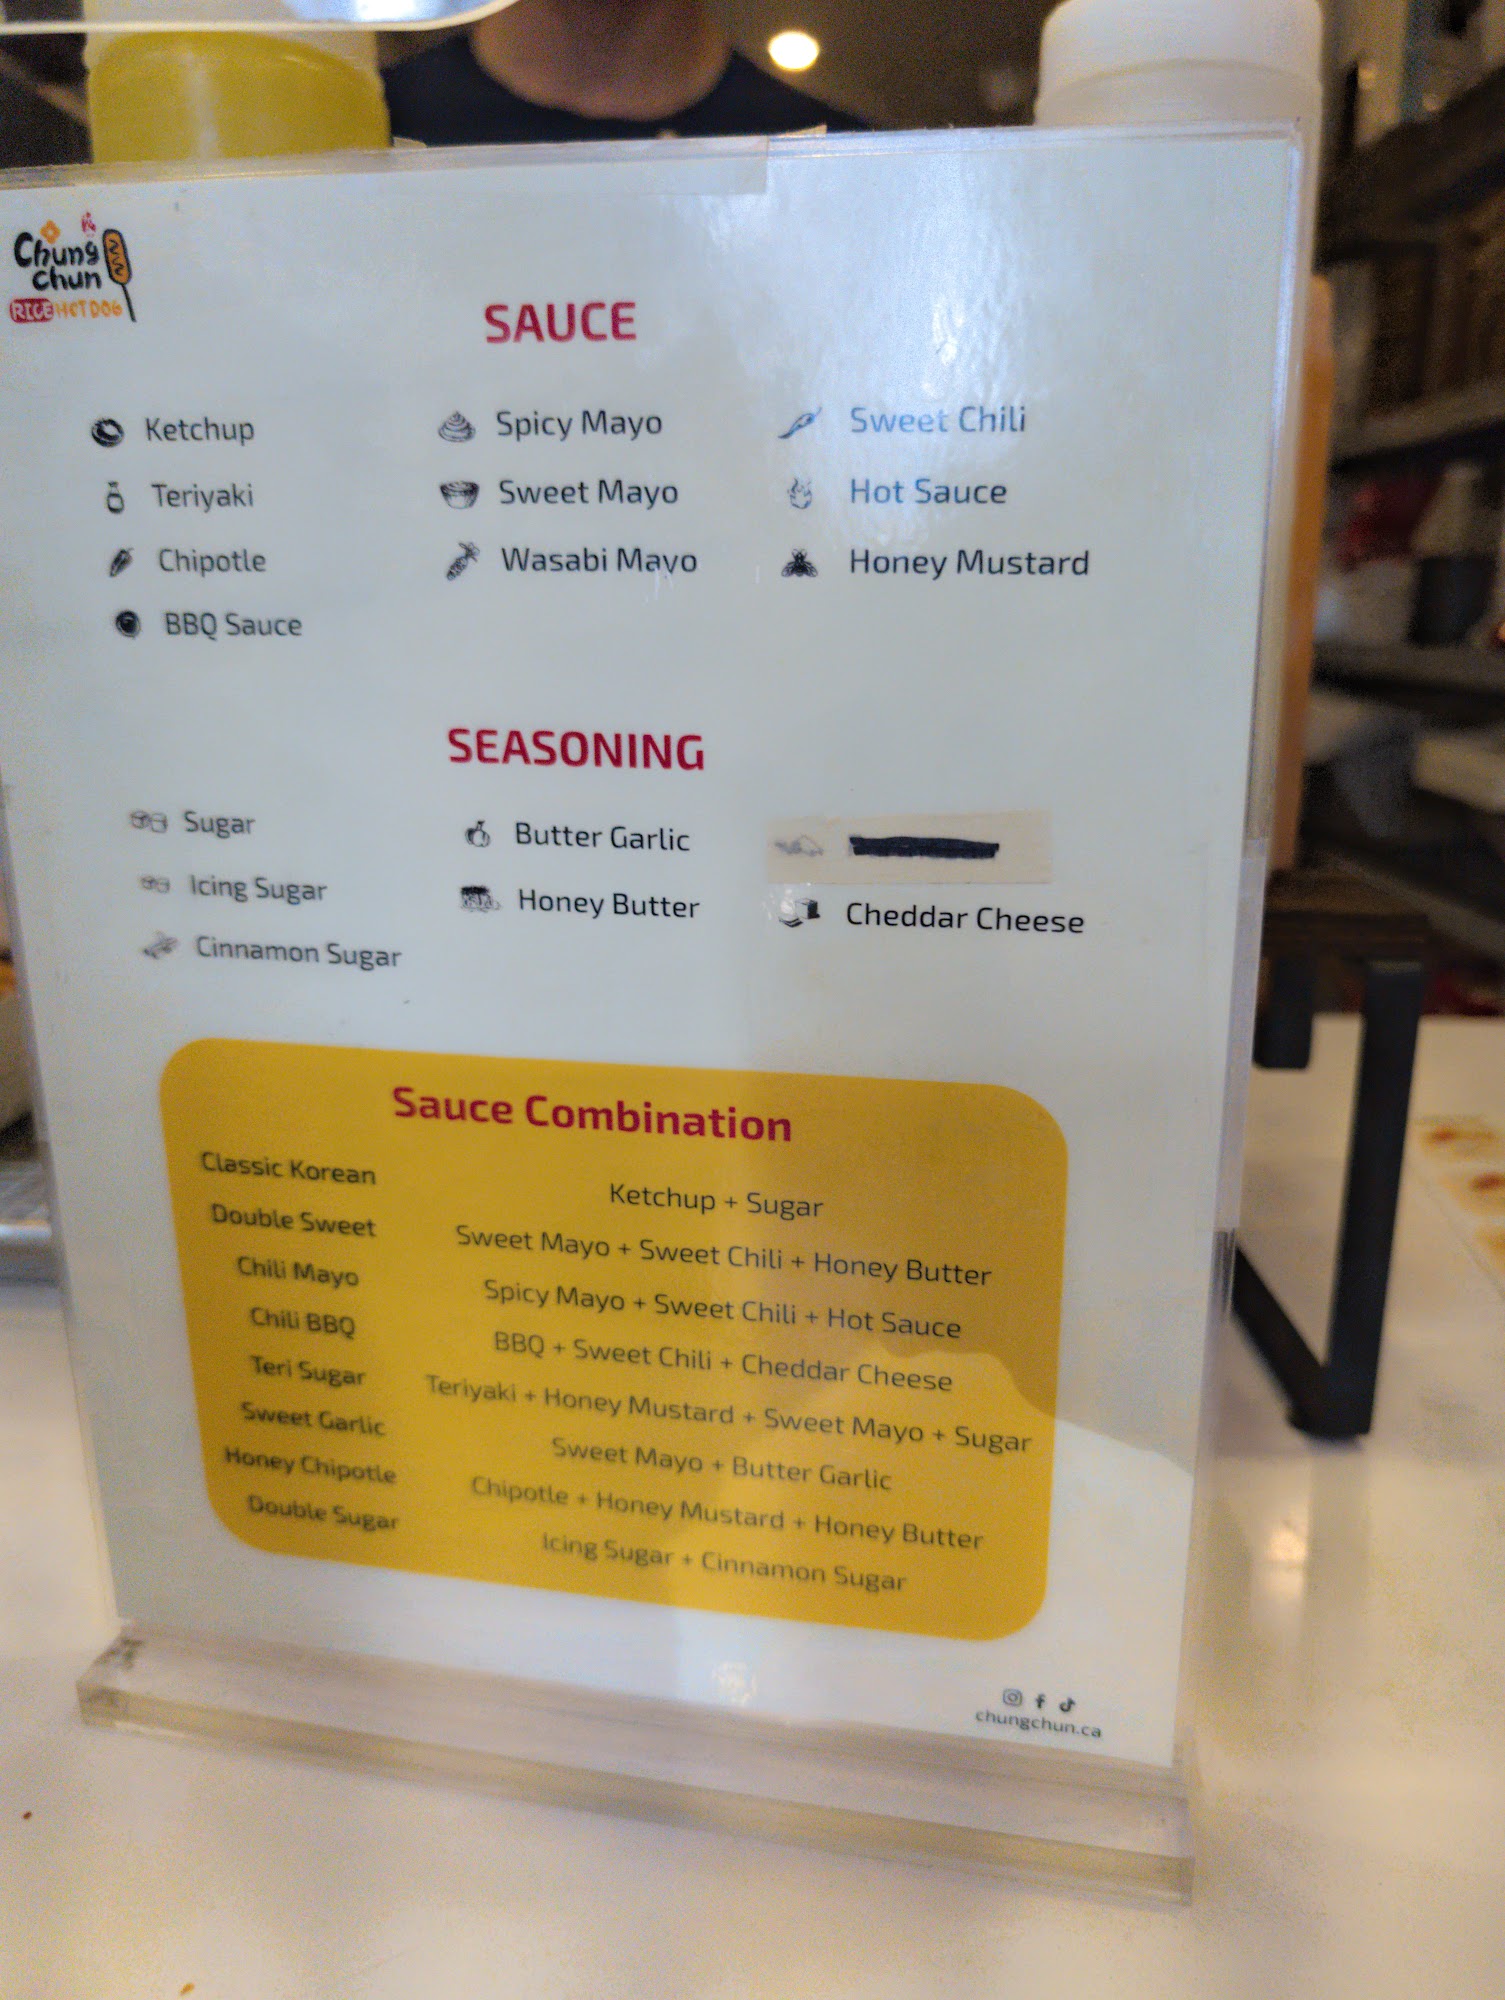 Chung
chun
RICE HOTDOG
SAUCE
Ketchup
Teriyaki
Chipotle
BBQ Sauce
Spicy Mayo
Sweet Mayo
Wasabi Mayo
Sweet Chili
Hot Sauce
Honey Mustard
SEASONING
Sugar
Icing Sugar
Cinnamon Sugar
Butter Garlic
Honey Butter
Cheddar Cheese
Sauce Combination
Classic Korean Ketchup + Sugar
Double Sweet Sweet Mayo + Sweet Chili + Honey Butter
Chili Mayo Spicy Mayo + Sweet Chili + Hot Sauce
Chili BBQ BBQ + Sweet Chili + Cheddar Cheese
Teri Sugar Teriyaki + Honey Mustard + Sweet Mayo + Sugar
Sweet Garlic Sweet Mayo + Butter Garlic
Honey Chipotle Chipotle + Honey Mustard + Honey Butter
Double Sugar Icing Sugar + Cinnamon Sugar
chungchun.ca